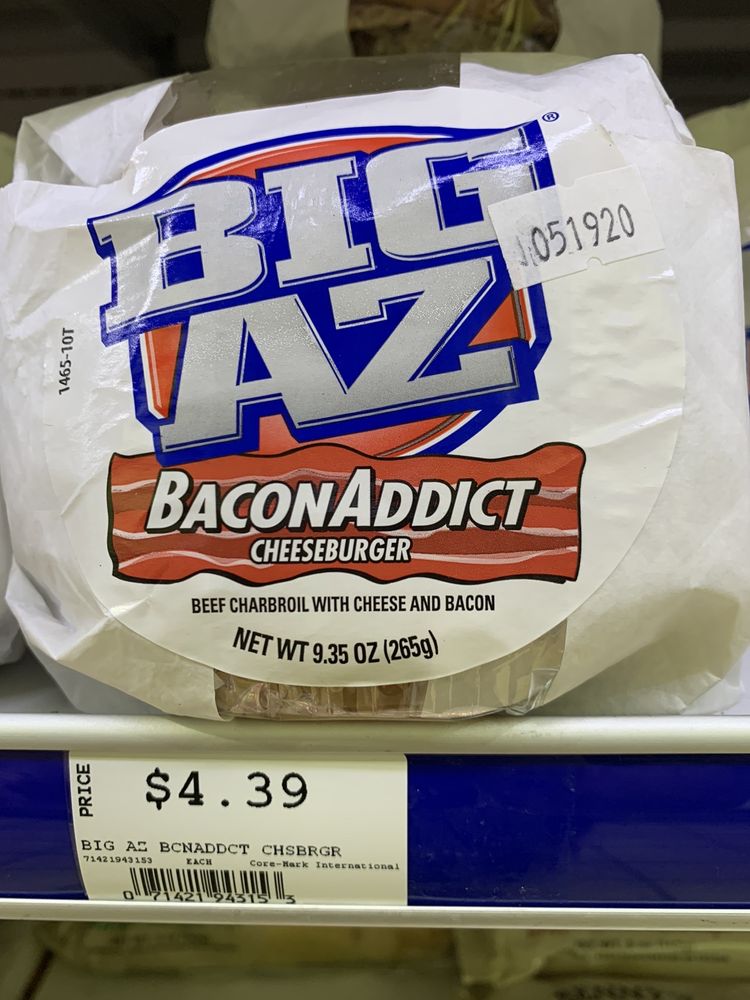 BIG
AZ
®
051920
1465-10T
BACONADDICT
CHEESEBURGER
BEEF CHARBROIL WITH CHEESE AND BACON
NET WT 9.35 OZ (265g)
PRICE
$4.39
BIG AZ BCNADDCT CHSBRGR
71421943153 EACH Core-Mark International
0 71421 94315 3